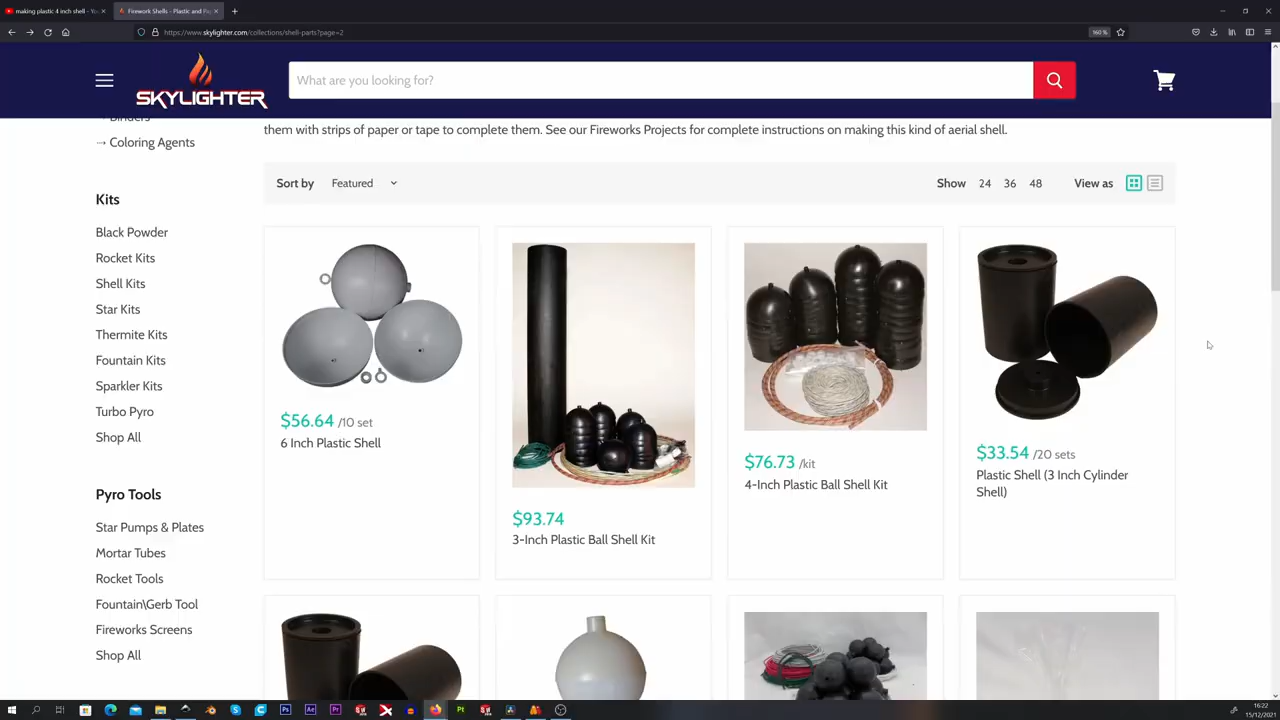 making plastic 4 inch shell -
Firework Shells - Plastic and Pap
https://www.skylighter.com/collections/shell-parts?page=2
160 %
SKYLIGHTER
What are you looking for?
Binders
→ Coloring Agents
them with strips of paper or tape to complete them. See our Fireworks Projects for complete instructions on making this kind of aerial shell.
Sort by Featured
Show 24 36 48 View as
Kits
Black Powder
Rocket Kits
Shell Kits
Star Kits
Thermite Kits
Fountain Kits
Sparkler Kits
Turbo Pyro
Shop All
Pyro Tools
Star Pumps & Plates
Mortar Tubes
Rocket Tools
Fountain\Gerb Tool
Fireworks Screens
Shop All
$56.64 /10 set
6 Inch Plastic Shell
$93.74
3-Inch Plastic Ball Shell Kit
$76.73 /kit
4-Inch Plastic Ball Shell Kit
$33.54 /20 sets
Plastic Shell (3 Inch Cylinder
Shell)
Ps
Ae
Pr
Pt
16:22
15/12/2021